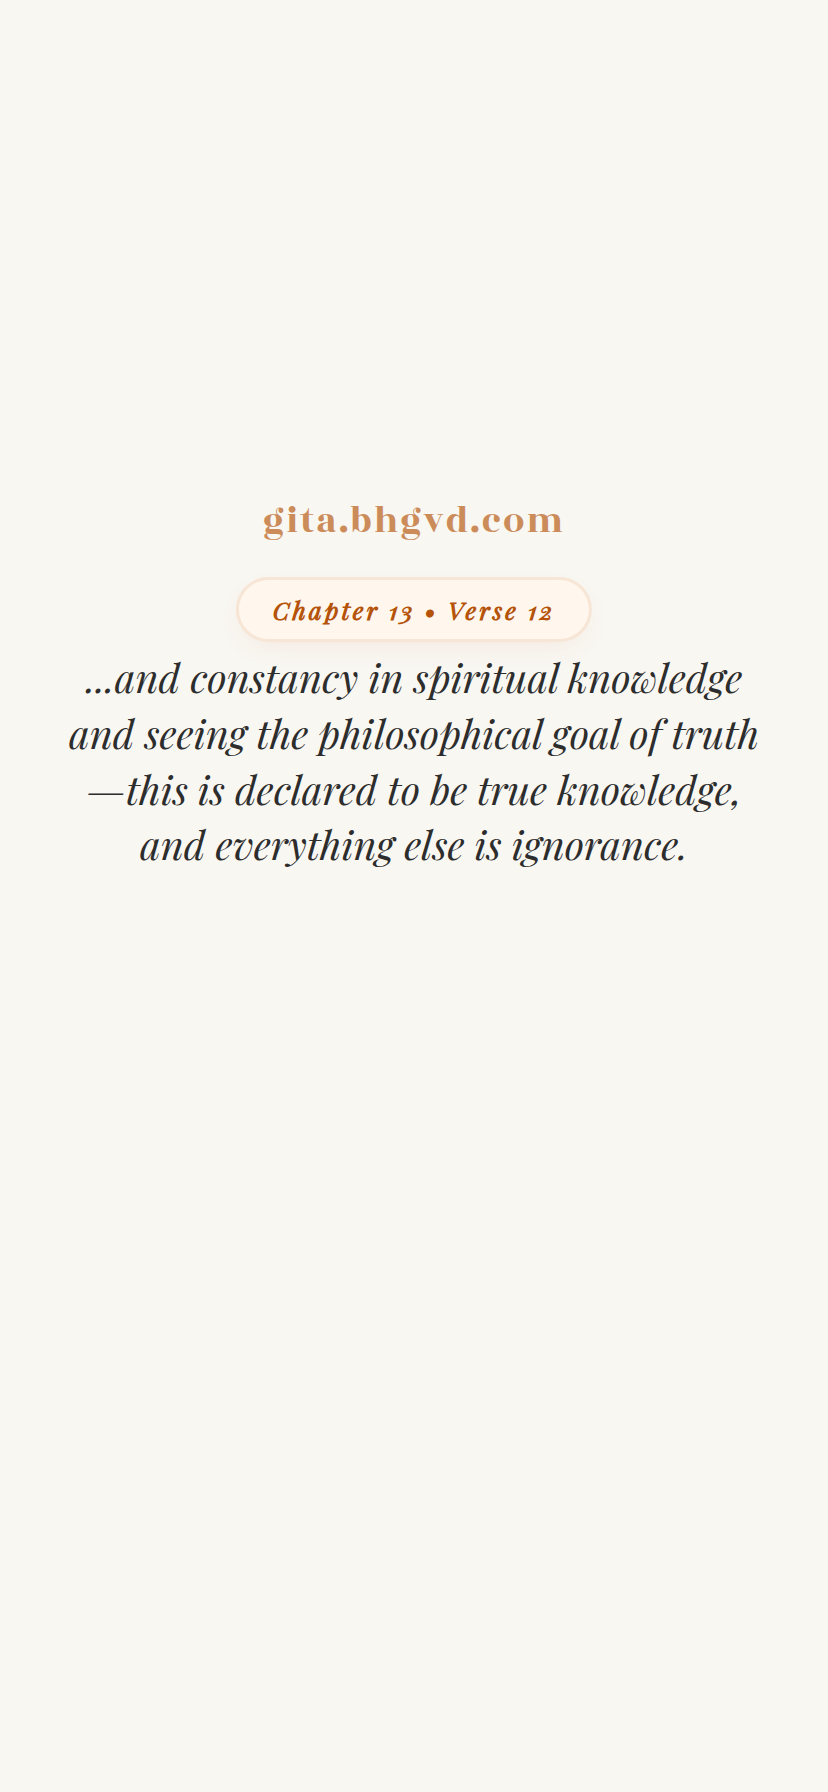 gita.bhgvd.com
Chapter 13 • Verse 12
...and constancy in spiritual knowledge
and seeing the philosophical goal of truth
—this is declared to be true knowledge,
and everything else is ignorance.